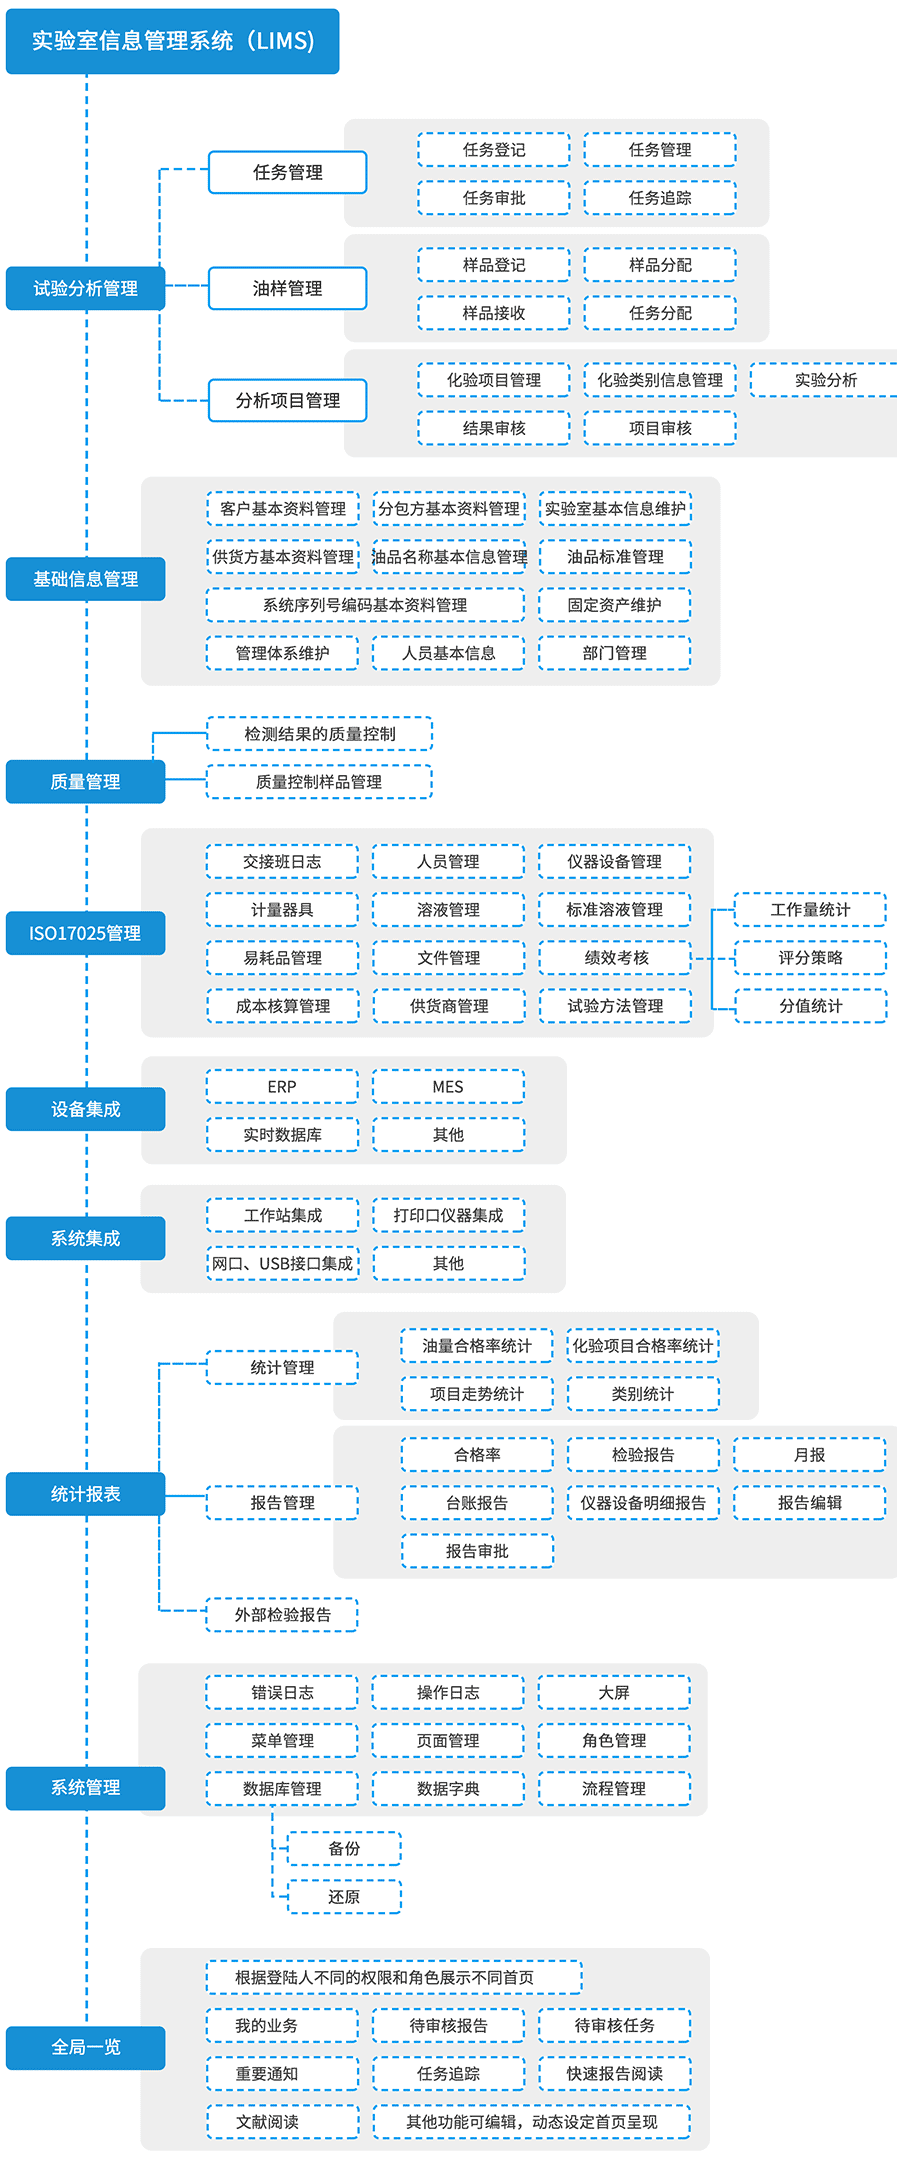 实验室信息管理系统（LIMS)
任务管理
任务登记
任务管理
任务审批
任务追踪
试验分析管理
油样管理
样品登记
样品分配
样品接收
任务分配
分析项目管理
化验项目管理
化验类别信息管理
实验分析
结果审核
项目审核
基础信息管理
客户基本资料管理
分包方基本资料管理
实验室基本信息维护
供货方基本资料管理
油品名称基本信息管理
油品标准管理
系统序列号编码基本资料管理
固定资产维护
管理体系维护
人员基本信息
部门管理
质量管理
检测结果的质量控制
质量控制样品管理
ISO17025管理
交接班日志
人员管理
仪器设备管理
计量器具
溶液管理
标准溶液管理
易耗品管理
文件管理
绩效考核
成本核算管理
供货商管理
试验方法管理
工作量统计
评分策略
分值统计
设备集成
ERP
MES
实时数据库
其他
系统集成
工作站集成
打印口仪器集成
网口、USB接口集成
其他
统计报表
统计管理
油量合格率统计
化验项目合格率统计
项目走势统计
类别统计
报告管理
合格率
检验报告
月报
台账报告
仪器设备明细报告
报告编辑
报告审批
外部检验报告
系统管理
错误日志
操作日志
大屏
菜单管理
页面管理
角色管理
数据库管理
数据字典
流程管理
备份
还原
全局一览
根据登陆人不同的权限和角色展示不同首页
我的业务
待审核报告
待审核任务
重要通知
任务追踪
快速报告阅读
文献阅读
其他功能可编辑，动态设定首页呈现